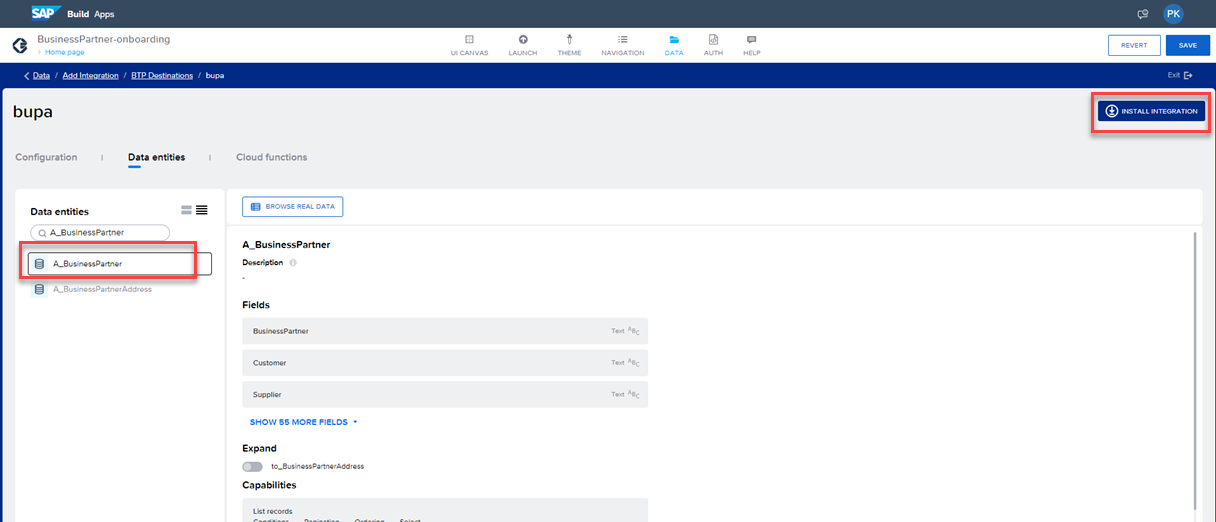 SAP Build Apps
PK
BusinessPartner-onboarding
› Home page
UI CANVAS
LAUNCH
THEME
NAVIGATION
DATA
AUTH
HELP
REVERT
SAVE
Data / Add Integration / BTP Destinations / bupa
Exit
bupa
INSTALL INTEGRATION
Configuration
Data entities
Cloud functions
Data entities
A_BusinessPartner
A_BusinessPartner
A_BusinessPartnerAddress
BROWSE REAL DATA
A_BusinessPartner
Description
-
Fields
BusinessPartner Text ABC
Customer Text ABC
Supplier Text ABC
SHOW 55 MORE FIELDS
Expand
to_BusinessPartnerAddress
Capabilities
List records
Conditions Pagination Ordering Select